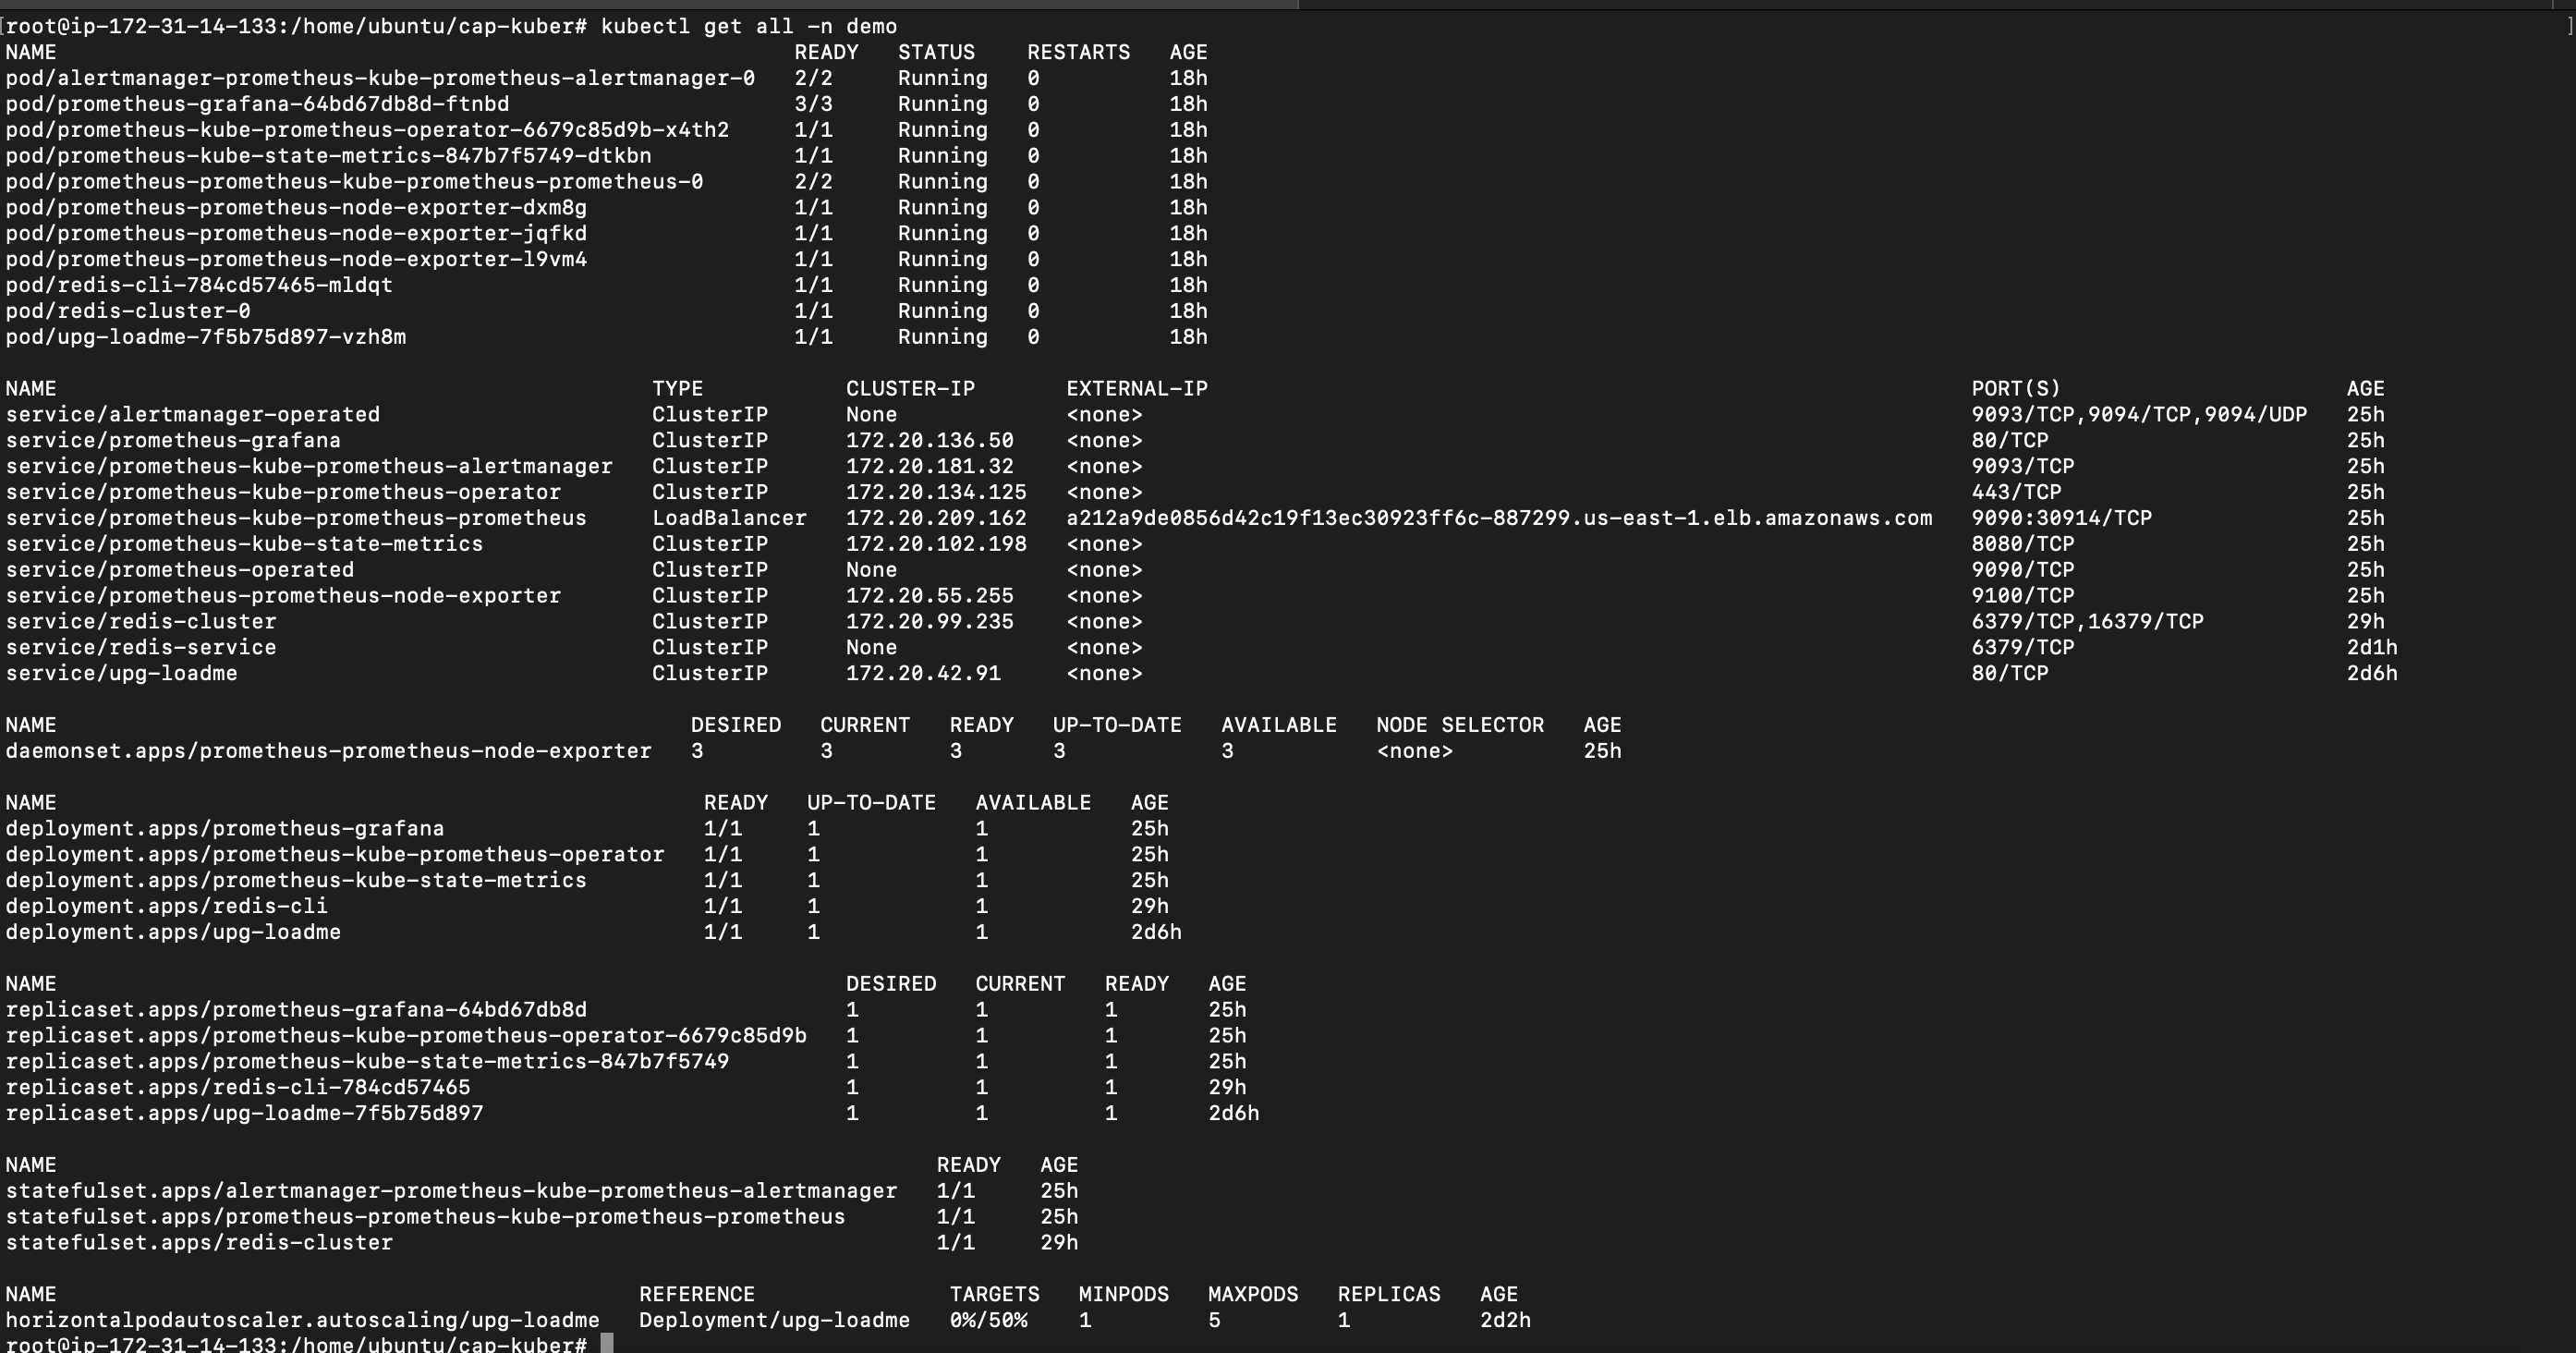 [root@ip-172-31-14-133:/home/ubuntu/cap-kuber# kubectl get all -n demo ]
NAME READY STATUS RESTARTS AGE
pod/alertmanager-prometheus-kube-prometheus-alertmanager-0 2/2 Running 0 18h
pod/prometheus-grafana-64bd67db8d-ftnbd 3/3 Running 0 18h
pod/prometheus-kube-prometheus-operator-6679c85d9b-x4th2 1/1 Running 0 18h
pod/prometheus-kube-state-metrics-847b7f5749-dtkbn 1/1 Running 0 18h
pod/prometheus-prometheus-kube-prometheus-prometheus-0 2/2 Running 0 18h
pod/prometheus-prometheus-node-exporter-dxm8g 1/1 Running 0 18h
pod/prometheus-prometheus-node-exporter-jqfkd 1/1 Running 0 18h
pod/prometheus-prometheus-node-exporter-l9vm4 1/1 Running 0 18h
pod/redis-cli-784cd57465-mldqt 1/1 Running 0 18h
pod/redis-cluster-0 1/1 Running 0 18h
pod/upg-loadme-7f5b75d897-vzh8m 1/1 Running 0 18h
NAME TYPE CLUSTER-IP EXTERNAL-IP PORT(S) AGE
service/alertmanager-operated ClusterIP None <none> 9093/TCP,9094/TCP,9094/UDP 25h
service/prometheus-grafana ClusterIP 172.20.136.50 <none> 80/TCP 25h
service/prometheus-kube-prometheus-alertmanager ClusterIP 172.20.181.32 <none> 9093/TCP 25h
service/prometheus-kube-prometheus-operator ClusterIP 172.20.134.125 <none> 443/TCP 25h
service/prometheus-kube-prometheus-prometheus LoadBalancer 172.20.209.162 a212a9de0856d42c19f13ec30923ff6c-887299.us-east-1.elb.amazonaws.com 9090:30914/TCP 25h
service/prometheus-kube-state-metrics ClusterIP 172.20.102.198 <none> 8080/TCP 25h
service/prometheus-operated ClusterIP None <none> 9090/TCP 25h
service/prometheus-prometheus-node-exporter ClusterIP 172.20.55.255 <none> 9100/TCP 25h
service/redis-cluster ClusterIP 172.20.99.235 <none> 6379/TCP,16379/TCP 29h
service/redis-service ClusterIP None <none> 6379/TCP 2d1h
service/upg-loadme ClusterIP 172.20.42.91 <none> 80/TCP 2d6h
NAME DESIRED CURRENT READY UP-TO-DATE AVAILABLE NODE SELECTOR AGE
daemonset.apps/prometheus-prometheus-node-exporter 3 3 3 3 3 <none> 25h
NAME READY UP-TO-DATE AVAILABLE AGE
deployment.apps/prometheus-grafana 1/1 1 1 25h
deployment.apps/prometheus-kube-prometheus-operator 1/1 1 1 25h
deployment.apps/prometheus-kube-state-metrics 1/1 1 1 25h
deployment.apps/redis-cli 1/1 1 1 29h
deployment.apps/upg-loadme 1/1 1 1 2d6h
NAME DESIRED CURRENT READY AGE
replicaset.apps/prometheus-grafana-64bd67db8d 1 1 1 25h
replicaset.apps/prometheus-kube-prometheus-operator-6679c85d9b 1 1 1 25h
replicaset.apps/prometheus-kube-state-metrics-847b7f5749 1 1 1 25h
replicaset.apps/redis-cli-784cd57465 1 1 1 29h
replicaset.apps/upg-loadme-7f5b75d897 1 1 1 2d6h
NAME READY AGE
statefulset.apps/alertmanager-prometheus-kube-prometheus-alertmanager 1/1 25h
statefulset.apps/prometheus-prometheus-kube-prometheus-prometheus 1/1 25h
statefulset.apps/redis-cluster 1/1 29h
NAME REFERENCE TARGETS MINPODS MAXPODS REPLICAS AGE
horizontalpodautoscaler.autoscaling/upg-loadme Deployment/upg-loadme 0%/50% 1 5 1 2d2h
root@ip-172-31-14-133:/home/ubuntu/cap-kuber#